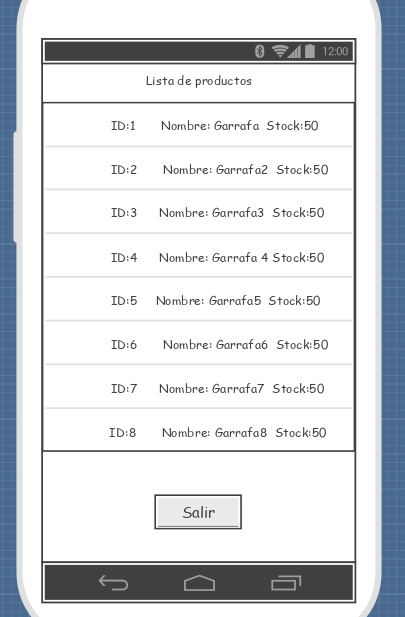 12:00
Lista de productos
ID:1 Nombre: Garrafa Stock:50
ID:2 Nombre: Garrafa2 Stock:50
ID:3 Nombre: Garrafa3 Stock:50
ID:4 Nombre: Garrafa 4 Stock:50
ID:5 Nombre: Garrafa5 Stock:50
ID:6 Nombre: Garrafa6 Stock:50
ID:7 Nombre: Garrafa7 Stock:50
ID:8 Nombre: Garrafa8 Stock:50
Salir